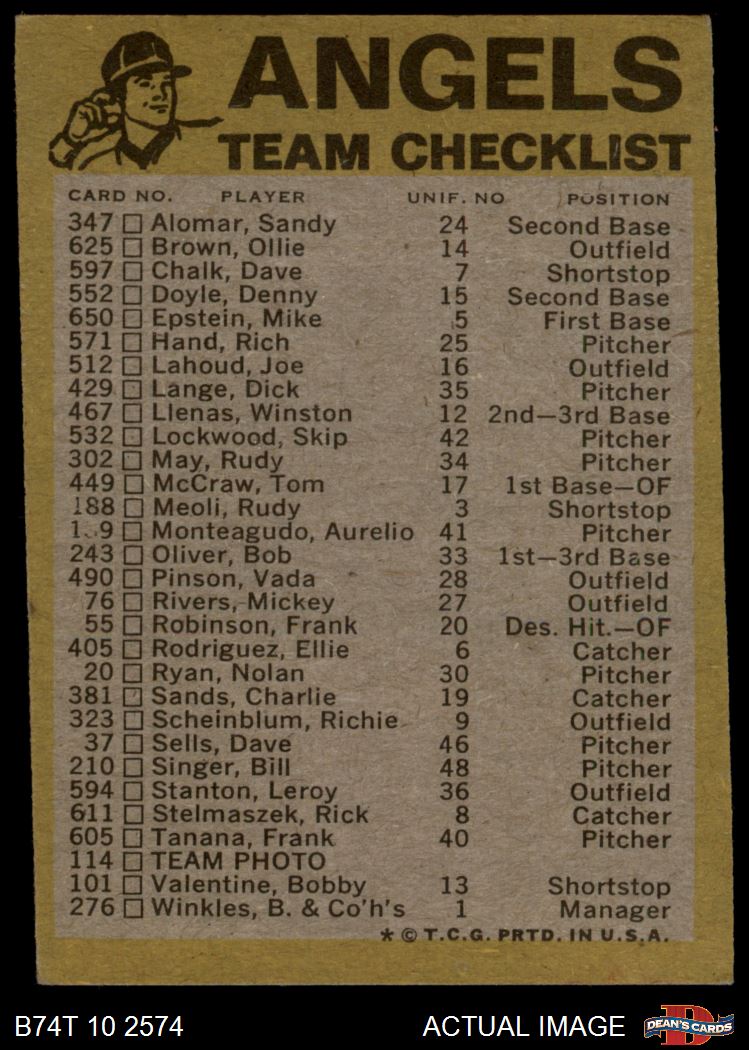 ANGELS
TEAM CHECKLIST
CARD NO. PLAYER UNIF. NO POSITION
347 Alomar, Sandy 24 Second Base
625 Brown, Ollie 14 Outfield
597 Chalk, Dave 7 Shortstop
552 Doyle, Denny 15 Second Base
650 Epstein, Mike 5 First Base
571 Hand, Rich 25 Pitcher
512 Lahoud, Joe 16 Outfield
429 Lange, Dick 35 Pitcher
467 Llenas, Winston 12 2nd—3rd Base
532 Lockwood, Skip 42 Pitcher
302 May, Rudy 34 Pitcher
449 McCraw, Tom 17 1st Base—OF
188 Meoli, Rudy 3 Shortstop
Monteagudo, Aurelio 41 Pitcher
243 Oliver, Bob 33 1st—3rd Base
490 Pinson, Vada 28 Outfield
76 Rivers, Mickey 27 Outfield
55 Robinson, Frank 20 Des. Hit.—OF
405 Rodriguez, Ellie 6 Catcher
20 Ryan, Nolan 30 Pitcher
381 Sands, Charlie 19 Catcher
323 Scheinblum, Richie 9 Outfield
37 Sells, Dave 46 Pitcher
210 Singer, Bill 48 Pitcher
594 Stanton, Leroy 36 Outfield
611 Stelmaszek, Rick 8 Catcher
605 Tanana, Frank 40 Pitcher
114 TEAM PHOTO
101 Valentine, Bobby 13 Shortstop
276 Winkles, B. & Co'h's 1 Manager
* © T.C.G. PRTD. IN U.S.A.
B74T 10 2574 ACTUAL IMAGE DEAN'S CARDS